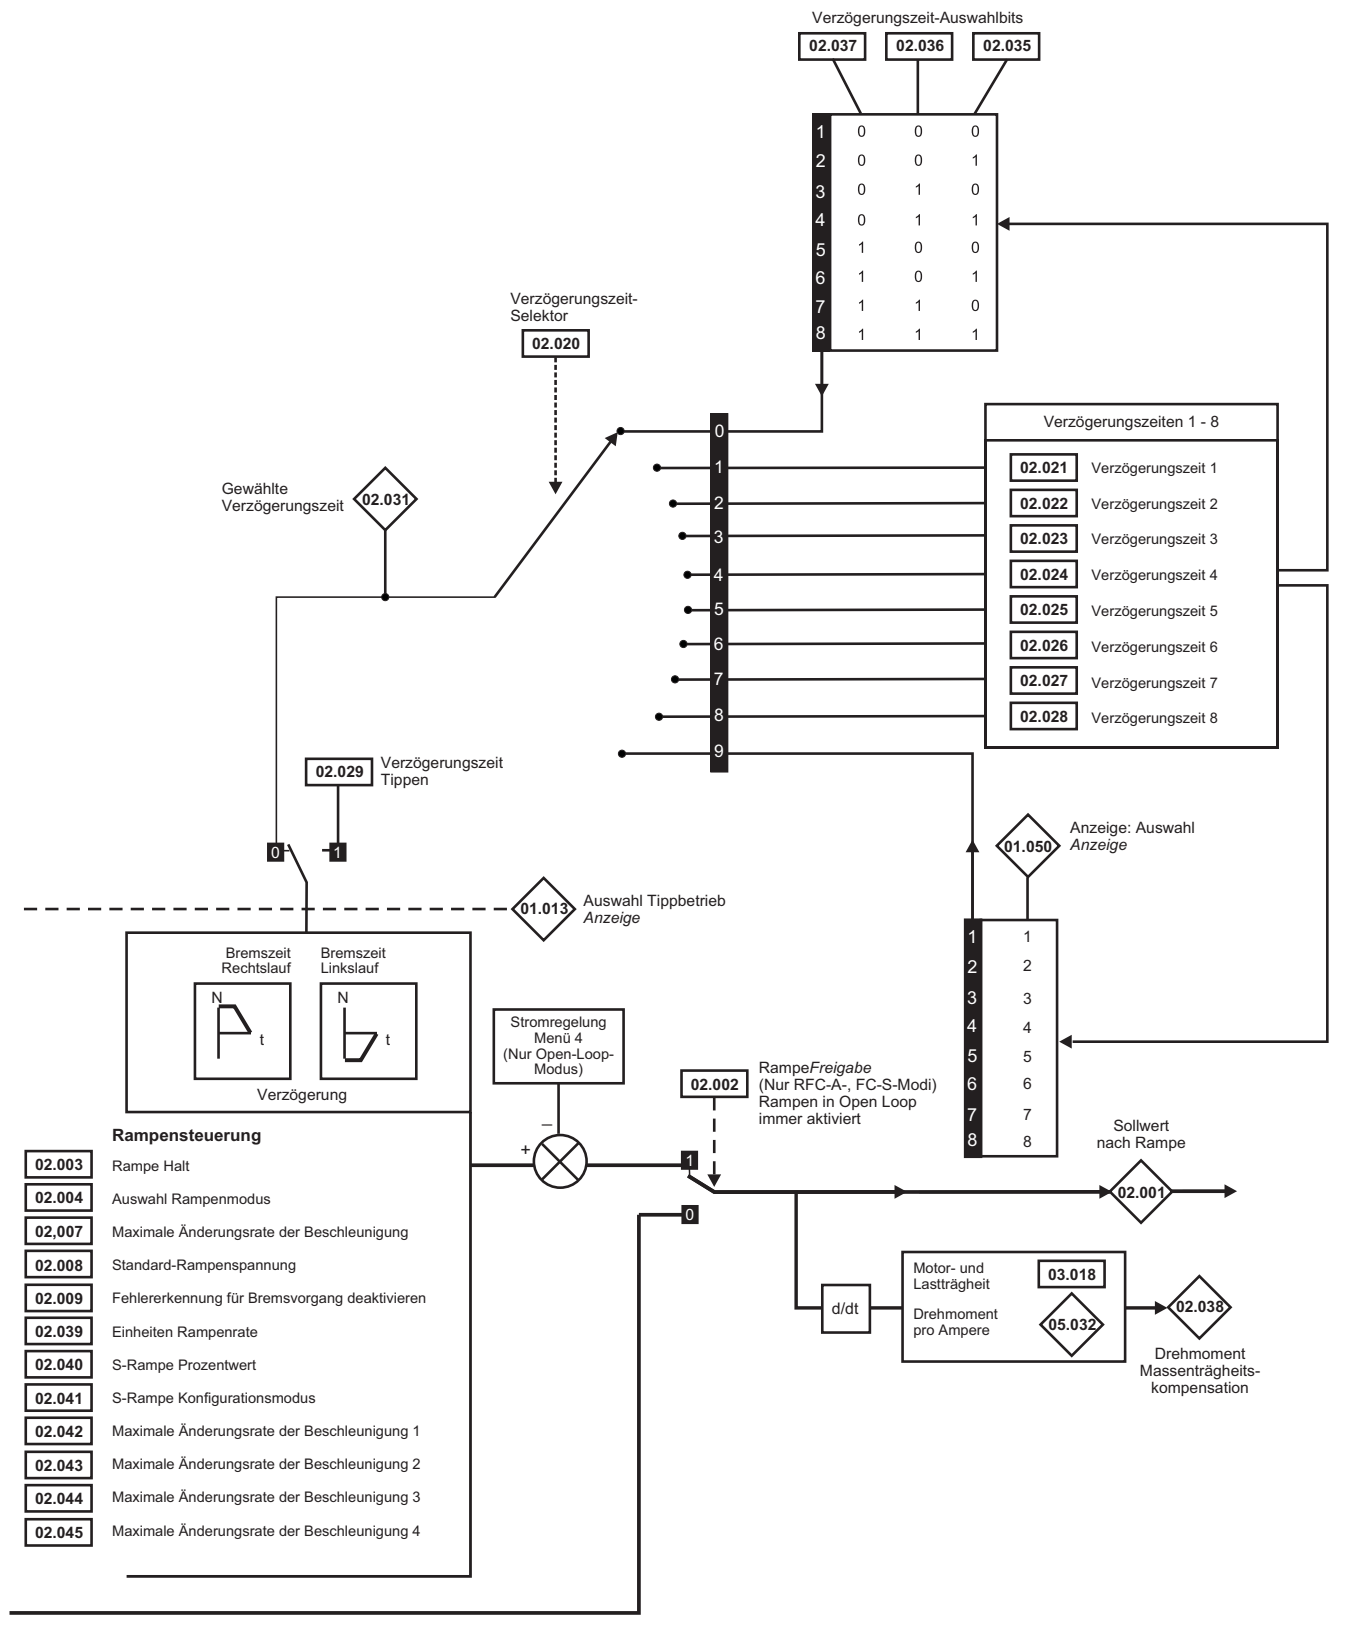 Verzögerungszeit-Auswahlbits
02.037 02.036 02.035
1 0 0 0
2 0 0 1
3 0 1 0
4 0 1 1
5 1 0 0
6 1 0 1
7 1 1 0
8 1 1 1
Verzögerungszeit-
Selektor
02.020
Gewählte
Verzögerungszeit
02.031
0
1
2
3
4
5
6
7
8
9
Verzögerungszeiten 1 - 8
02.021 Verzögerungszeit 1
02.022 Verzögerungszeit 2
02.023 Verzögerungszeit 3
02.024 Verzögerungszeit 4
02.025 Verzögerungszeit 5
02.026 Verzögerungszeit 6
02.027 Verzögerungszeit 7
02.028 Verzögerungszeit 8
02.029
Verzögerungszeit
Tippen
0 1
01.050
Anzeige: Auswahl
Anzeige
01.013
Auswahl Tippbetrieb
Anzeige
1 1
2 2
3 3
4 4
5 5
6 6
7 7
8 8
Bremszeit
Rechtslauf
Bremszeit
Linkslauf
N t
N t
Verzögerung
Stromregelung
Menü 4
(Nur Open-Loop-
Modus)
–
+
02.002
RampeFreigabe
(Nur RFC-A-, FC-S-Modi)
Rampen in Open Loop
immer aktiviert
1
0
Sollwert
nach Rampe
02.001
d/dt
Motor- und
Lastträgheit
03.018
Drehmoment
pro Ampere
05.032
02.038
Drehmoment
Massenträgheits-
kompensation
Rampensteuerung
02.003 Rampe Halt
02.004 Auswahl Rampenmodus
02,007 Maximale Änderungsrate der Beschleunigung
02.008 Standard-Rampenspannung
02.009 Fehlererkennung für Bremsvorgang deaktivieren
02.039 Einheiten Rampenrate
02.040 S-Rampe Prozentwert
02.041 S-Rampe Konfigurationsmodus
02.042 Maximale Änderungsrate der Beschleunigung 1
02.043 Maximale Änderungsrate der Beschleunigung 2
02.044 Maximale Änderungsrate der Beschleunigung 3
02.045 Maximale Änderungsrate der Beschleunigung 4